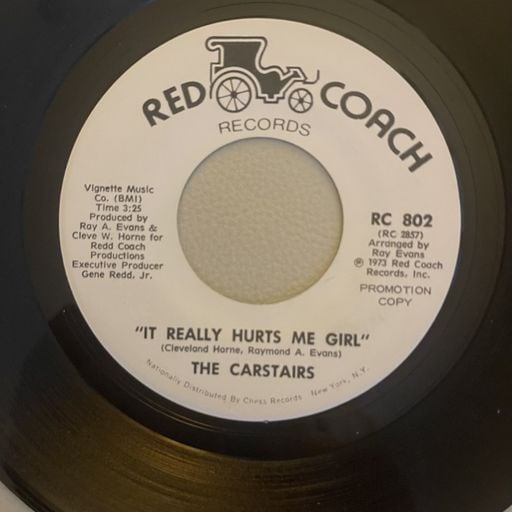 RED COACH
RECORDS
Vignette Music
Co. (BMI)
Time 3:25
Produced by
Ray A. Evans &
Cleve W. Horne for
Redd Coach
Productions
Executive Producer
Gene Redd, Jr.
RC 802
(RC 2857)
Arranged by
Ray Evans
℗ 1973 Red Coach
Records, Inc.
PROMOTION
COPY
"IT REALLY HURTS ME GIRL"
(Cleveland Horne, Raymond A. Evans)
THE CARSTAIRS
Nationally Distributed By Chess Records New York, N.Y.